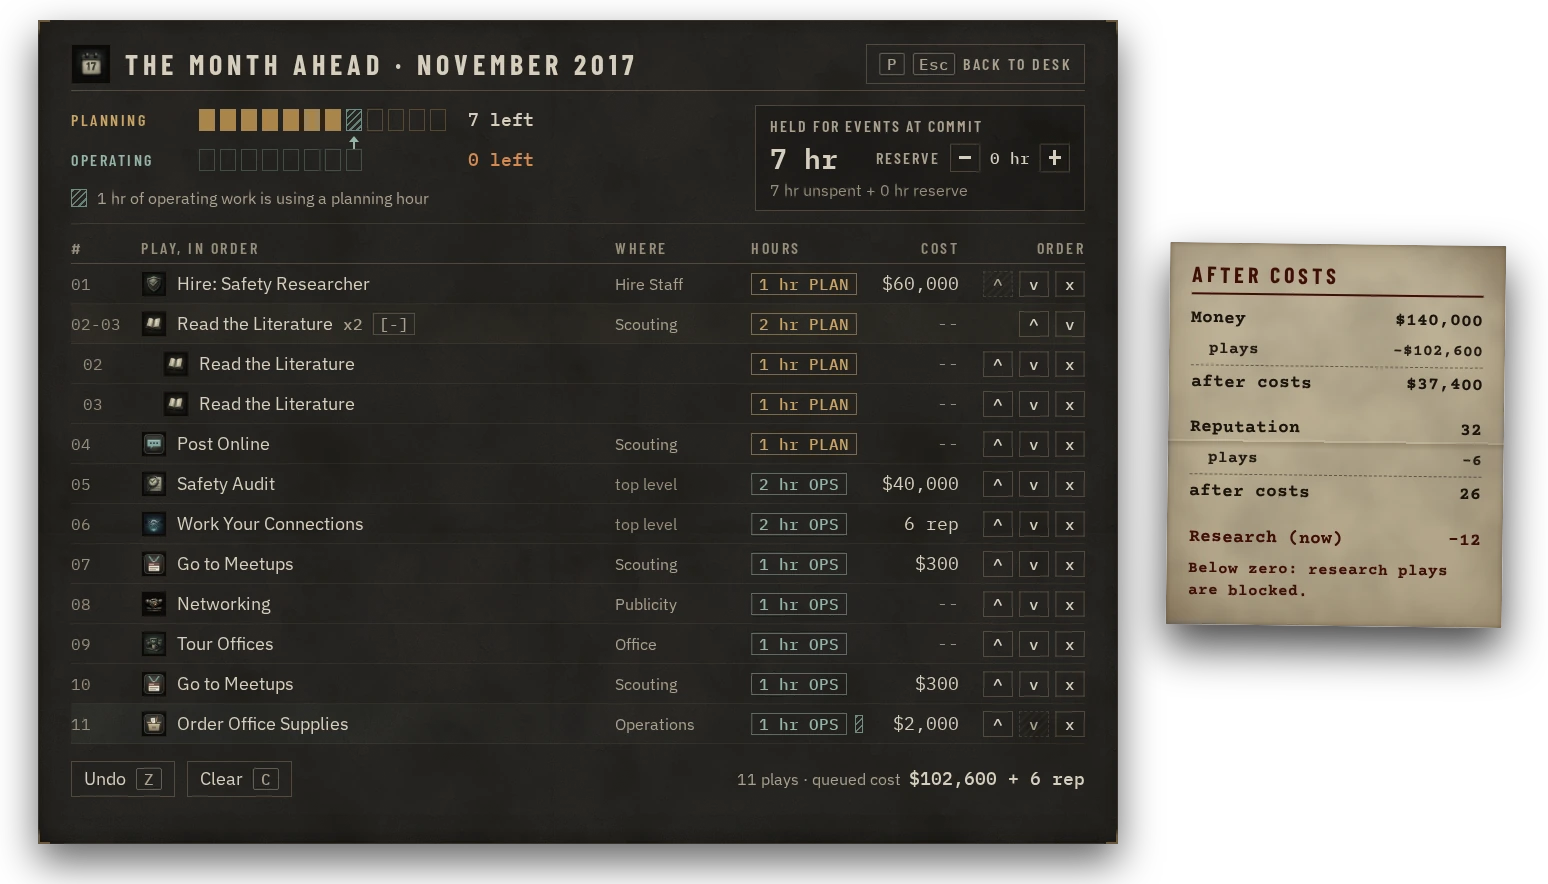 17 THE MONTH AHEAD · NOVEMBER 2017
P Esc BACK TO DESK
PLANNING 7 left
OPERATING 0 left
1 hr of operating work is using a planning hour
HELD FOR EVENTS AT COMMIT
7 hr RESERVE − 0 hr +
7 hr unspent + 0 hr reserve
# PLAY, IN ORDER WHERE HOURS COST ORDER
01 Hire: Safety Researcher Hire Staff 1 hr PLAN $60,000 ^ v x
02-03 Read the Literature x2 [-] Scouting 2 hr PLAN -- ^ v
02 Read the Literature 1 hr PLAN -- ^ v x
03 Read the Literature 1 hr PLAN -- ^ v x
04 Post Online Scouting 1 hr PLAN -- ^ v x
05 Safety Audit top level 2 hr OPS $40,000 ^ v x
06 Work Your Connections top level 2 hr OPS 6 rep ^ v x
07 Go to Meetups Scouting 1 hr OPS $300 ^ v x
08 Networking Publicity 1 hr OPS -- ^ v x
09 Tour Offices Office 1 hr OPS -- ^ v x
10 Go to Meetups Scouting 1 hr OPS $300 ^ v x
11 Order Office Supplies Operations 1 hr OPS $2,000 ^ v x
Undo Z Clear C
11 plays · queued cost $102,600 + 6 rep
AFTER COSTS
Money $140,000
plays -$102,600
after costs $37,400
Reputation 32
plays -6
after costs 26
Research (now) -12
Below zero: research plays
are blocked.